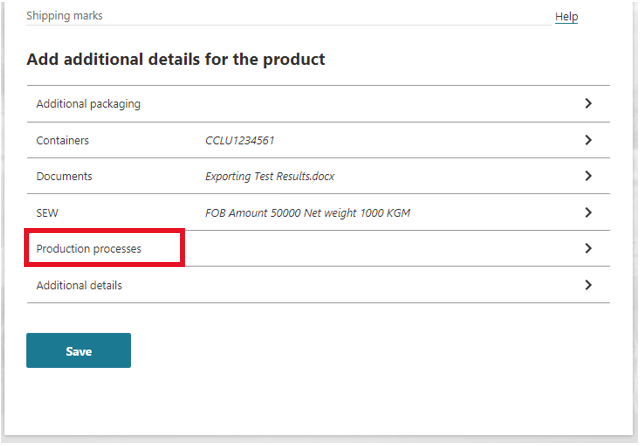 Shipping marks
Help
Add additional details for the product
Additional packaging
Containers CCLU1234561
Documents Exporting Test Results.docx
SEW FOB Amount 50000 Net weight 1000 KGM
Production processes
Additional details
Save